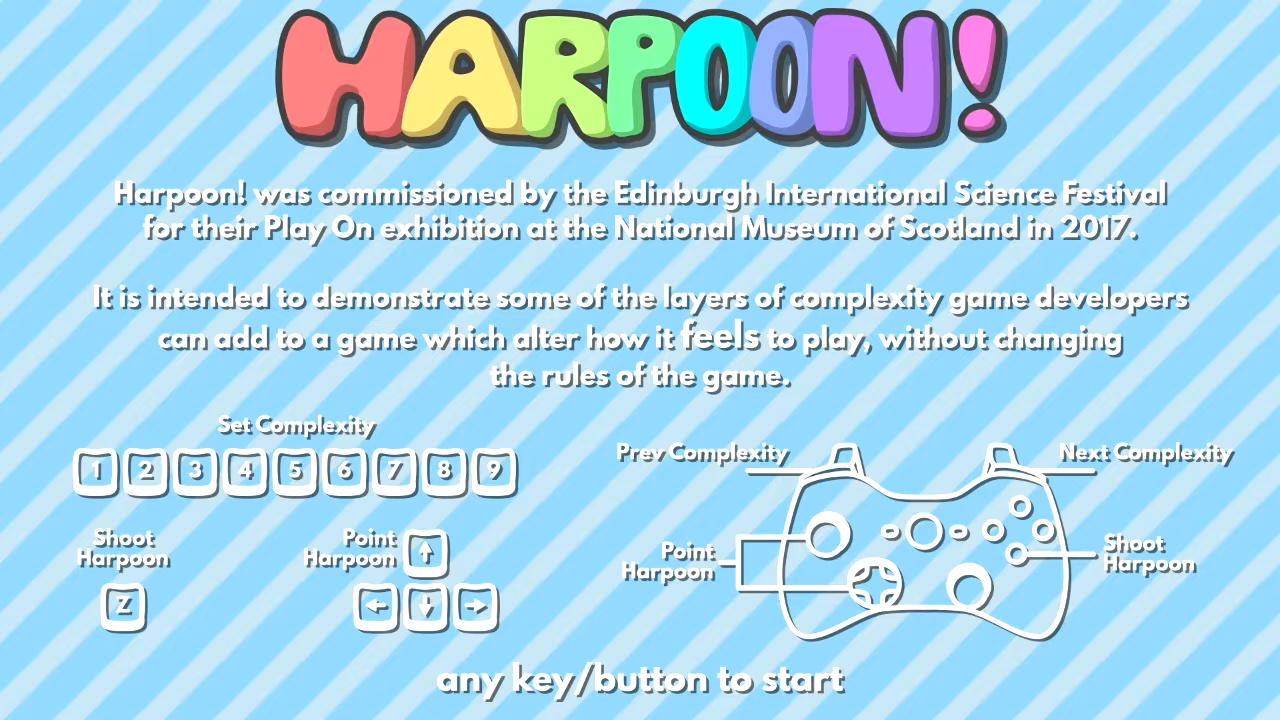 HARPOON!
Harpoon! was commissioned by the Edinburgh International Science Festival
for their Play On exhibition at the National Museum of Scotland in 2017.
It is intended to demonstrate some of the layers of complexity game developers
can add to a game which alter how it feels to play, without changing
the rules of the game.
Set Complexity
1 2 3 4 5 6 7 8 9
Shoot
Harpoon
Z
Point
Harpoon
↑
← ↓ →
Prev Complexity
Next Complexity
Point
Harpoon
Shoot
Harpoon
any key/button to start